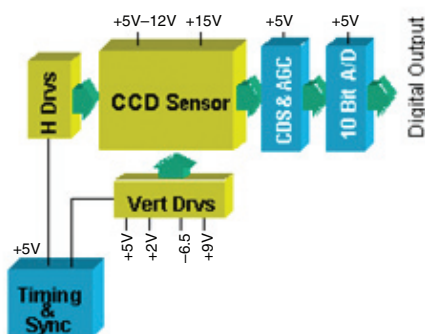 +5V–12V
+15V
+5V
+5V
H Drvs
CCD Sensor
CDS & AGC
10 Bit A/D
Digital Output
Vert Drvs
+5V
+2V
–6.5
+9V
+5V
Timing
&
Sync